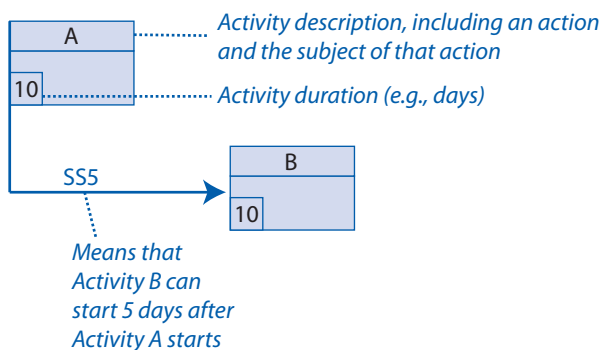 A
Activity description, including an action
and the subject of that action
10
Activity duration (e.g., days)
SS5
B
10
Means that
Activity B can
start 5 days after
Activity A starts